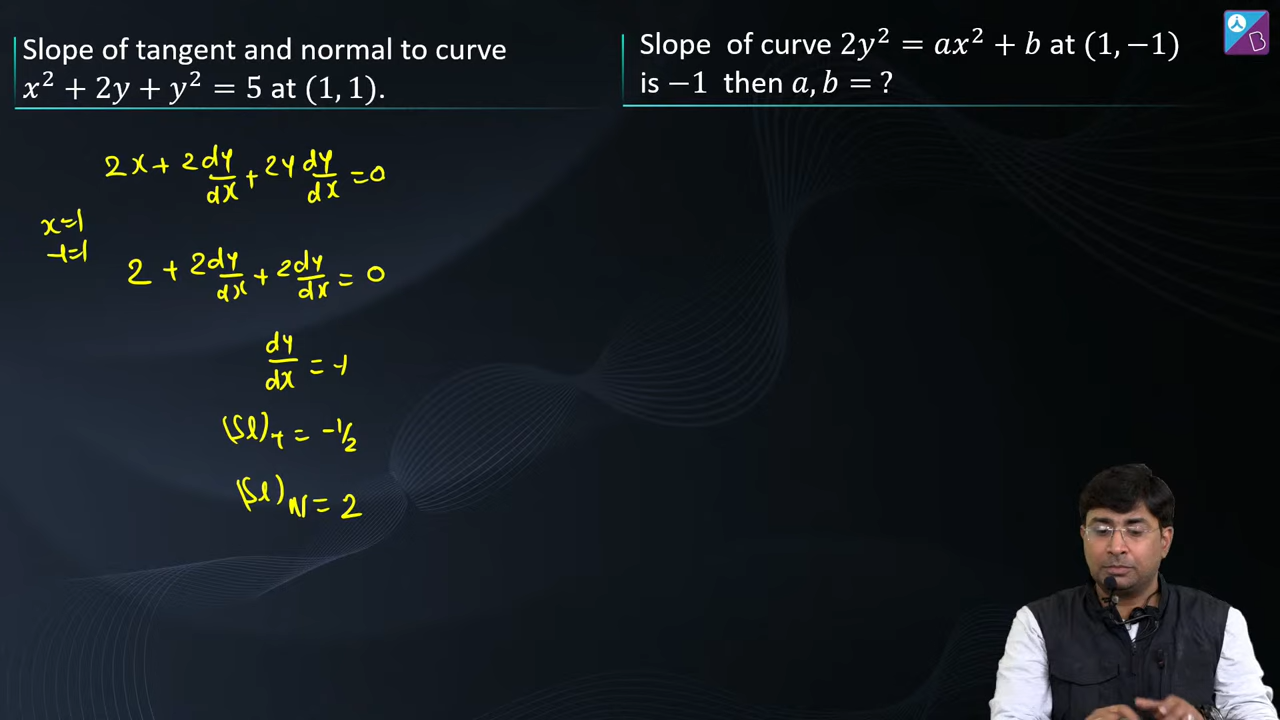 Slope of tangent and normal to curve
x² + 2y + y² = 5 at (1, 1).
2x + 2 dy/dx + 2y dy/dx = 0
x=1
y=1
2 + 2dy/dx + 2dy/dx = 0
dy/dx = -1
(Sl)T = -1/2
(Sl)N = 2
Slope of curve 2y² = ax² + b at (1, −1)
is −1 then a, b = ?
B